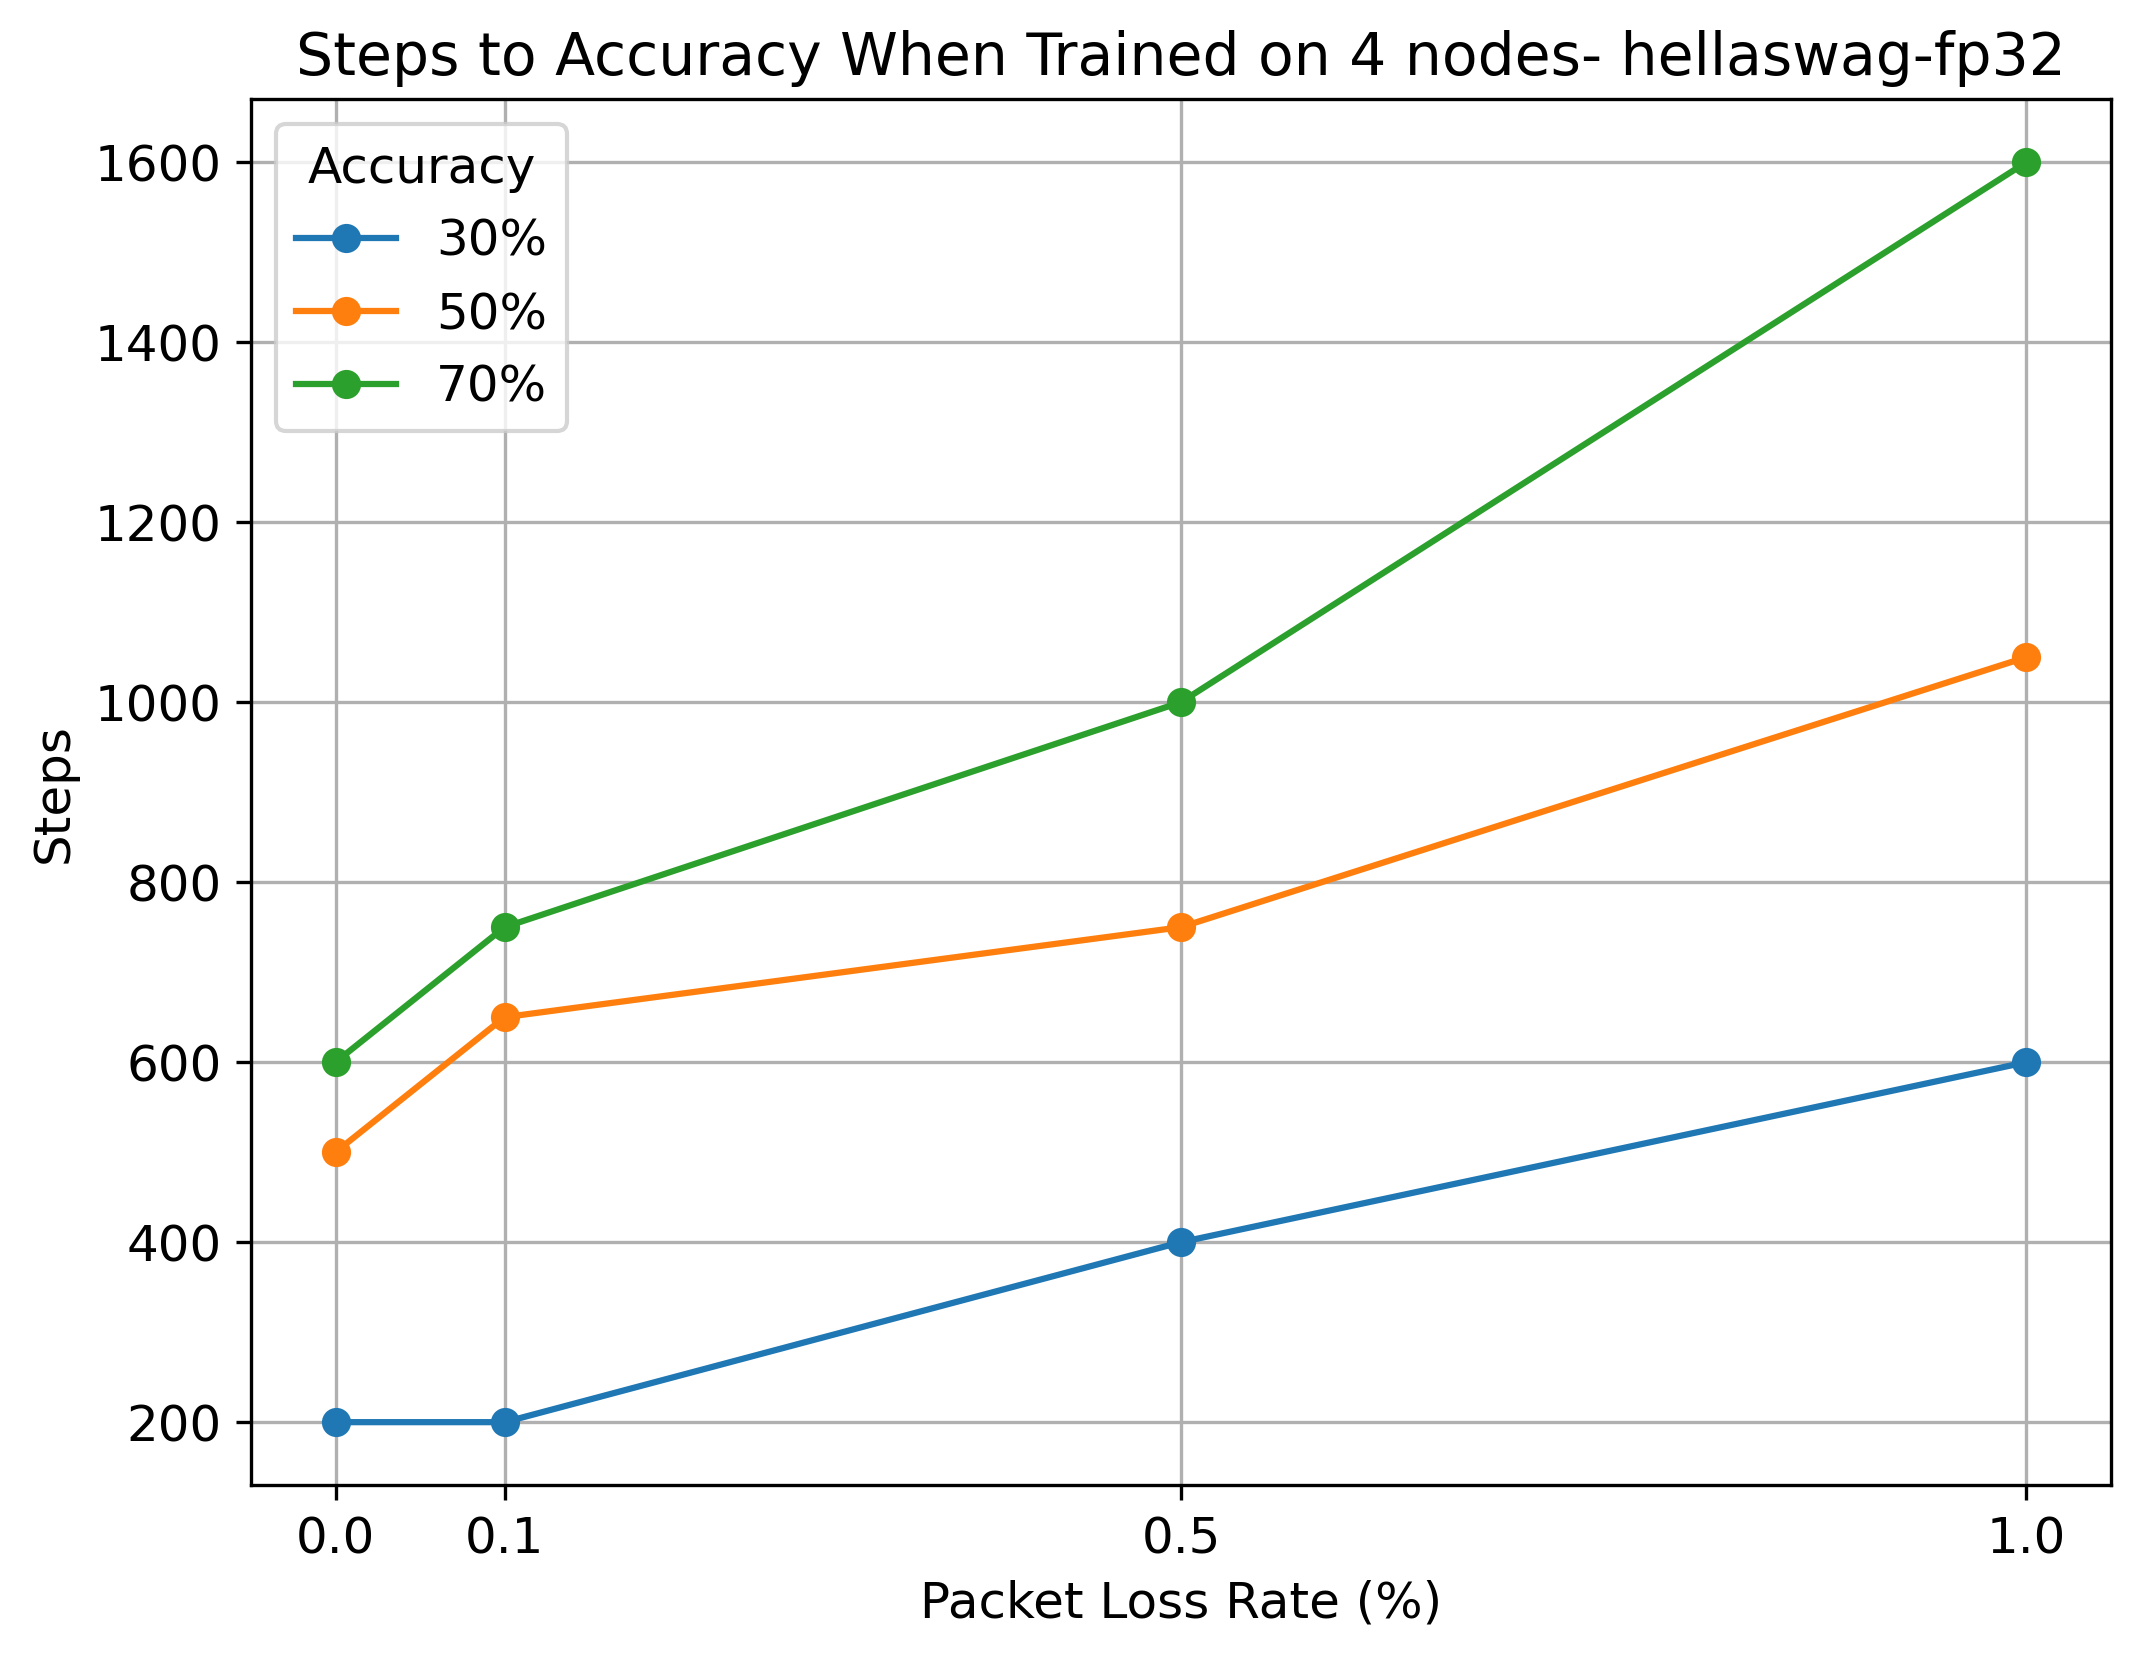 Steps to Accuracy When Trained on 4 nodes- hellaswag-fp32
Accuracy
30%
50%
70%
1600
1400
1200
1000
800
600
400
200
Steps
0.0 0.1 0.5 1.0
Packet Loss Rate (%)